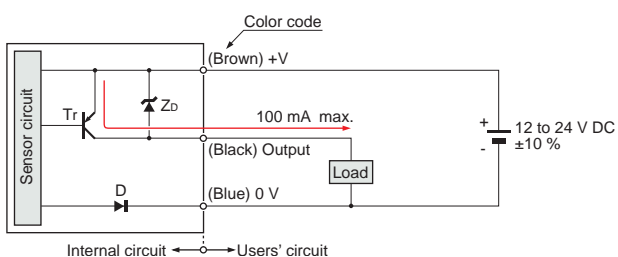 Color code
(Brown) +V
Sensor circuit
Tr
ZD
100 mA max.
+
12 to 24 V DC
-
±10 %
(Black) Output
Load
D
(Blue) 0 V
Internal circuit
Users' circuit